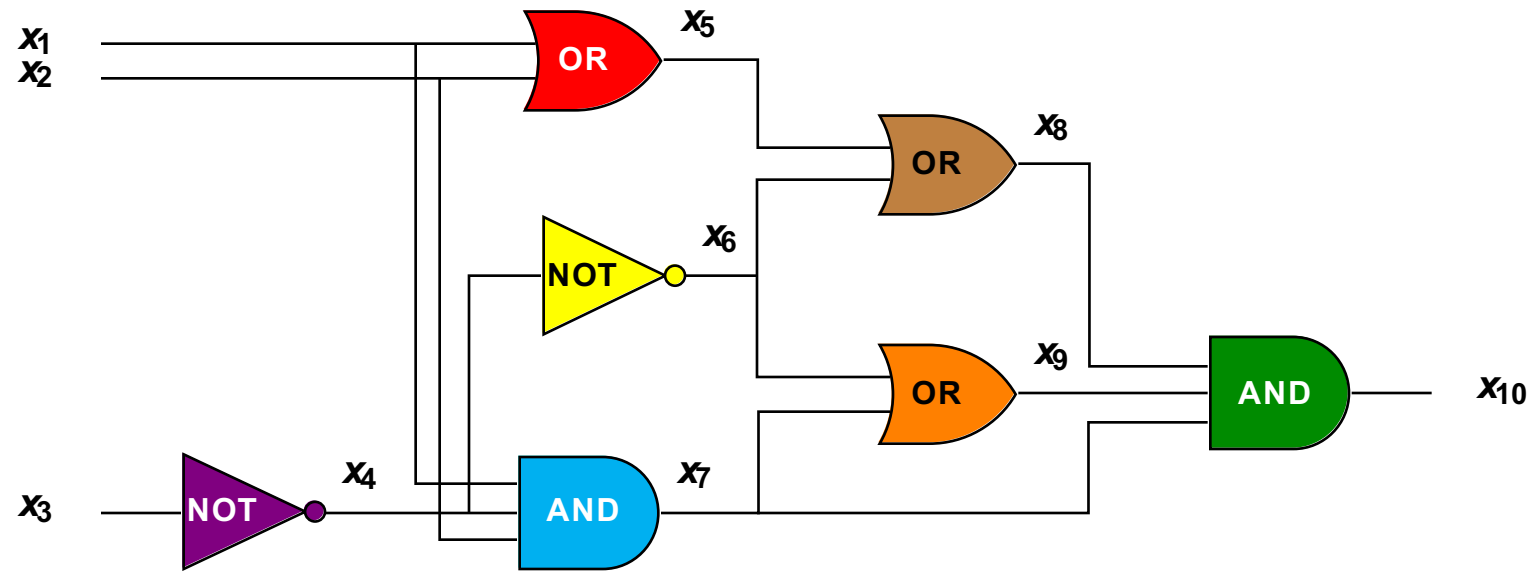 x1
x2
OR
x5
OR
x8
NOT
x6
OR
x9
AND
x10
x3
NOT
x4
AND
x7